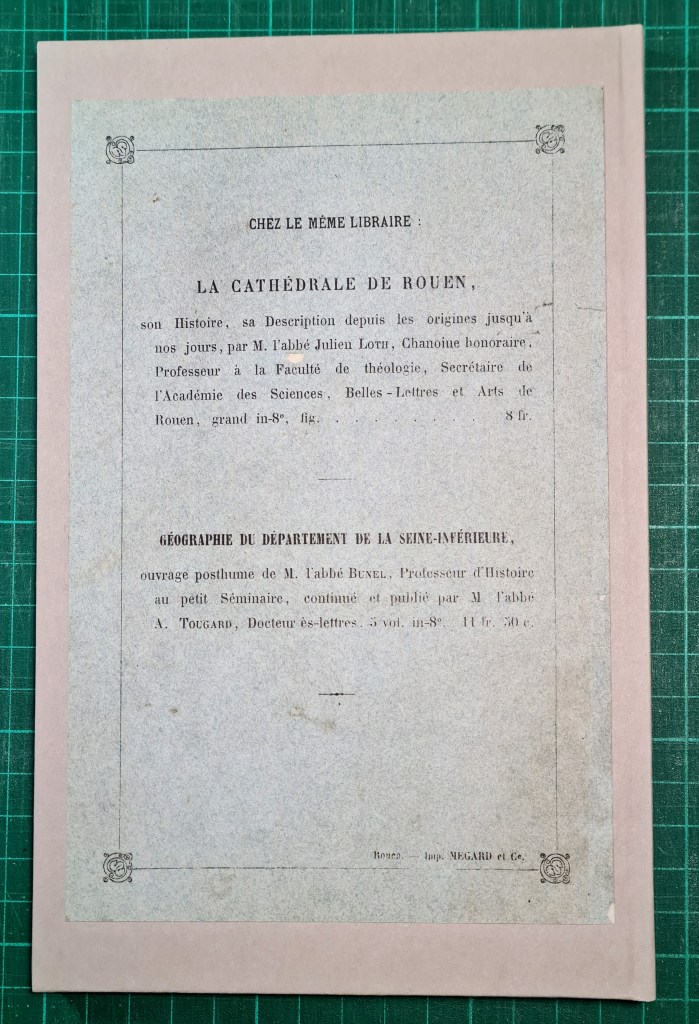 CHEZ LE MÊME LIBRAIRE :
LA CATHÉDRALE DE ROUEN,
son Histoire, sa Description depuis les origines jusqu'à
nos jours, par M. l'abbé Julien LOTH, Chanoine honoraire,
Professeur à la Faculté de théologie, Secrétaire de
l'Académie des Sciences, Belles-Lettres et Arts de
Rouen, grand in-8°, fig. . . . . . . . . 8 fr.
GÉOGRAPHIE DU DÉPARTEMENT DE LA SEINE-INFÉRIEURE,
ouvrage posthume de M. l'abbé BUNEL, Professeur d'Histoire
au petit Séminaire, continué et publié par M l'abbé
A. TOUGARD, Docteur ès-lettres. 5 vol. in-8°. 11 fr. 50 c.
Rouen. — Imp. MEGARD et Ce.